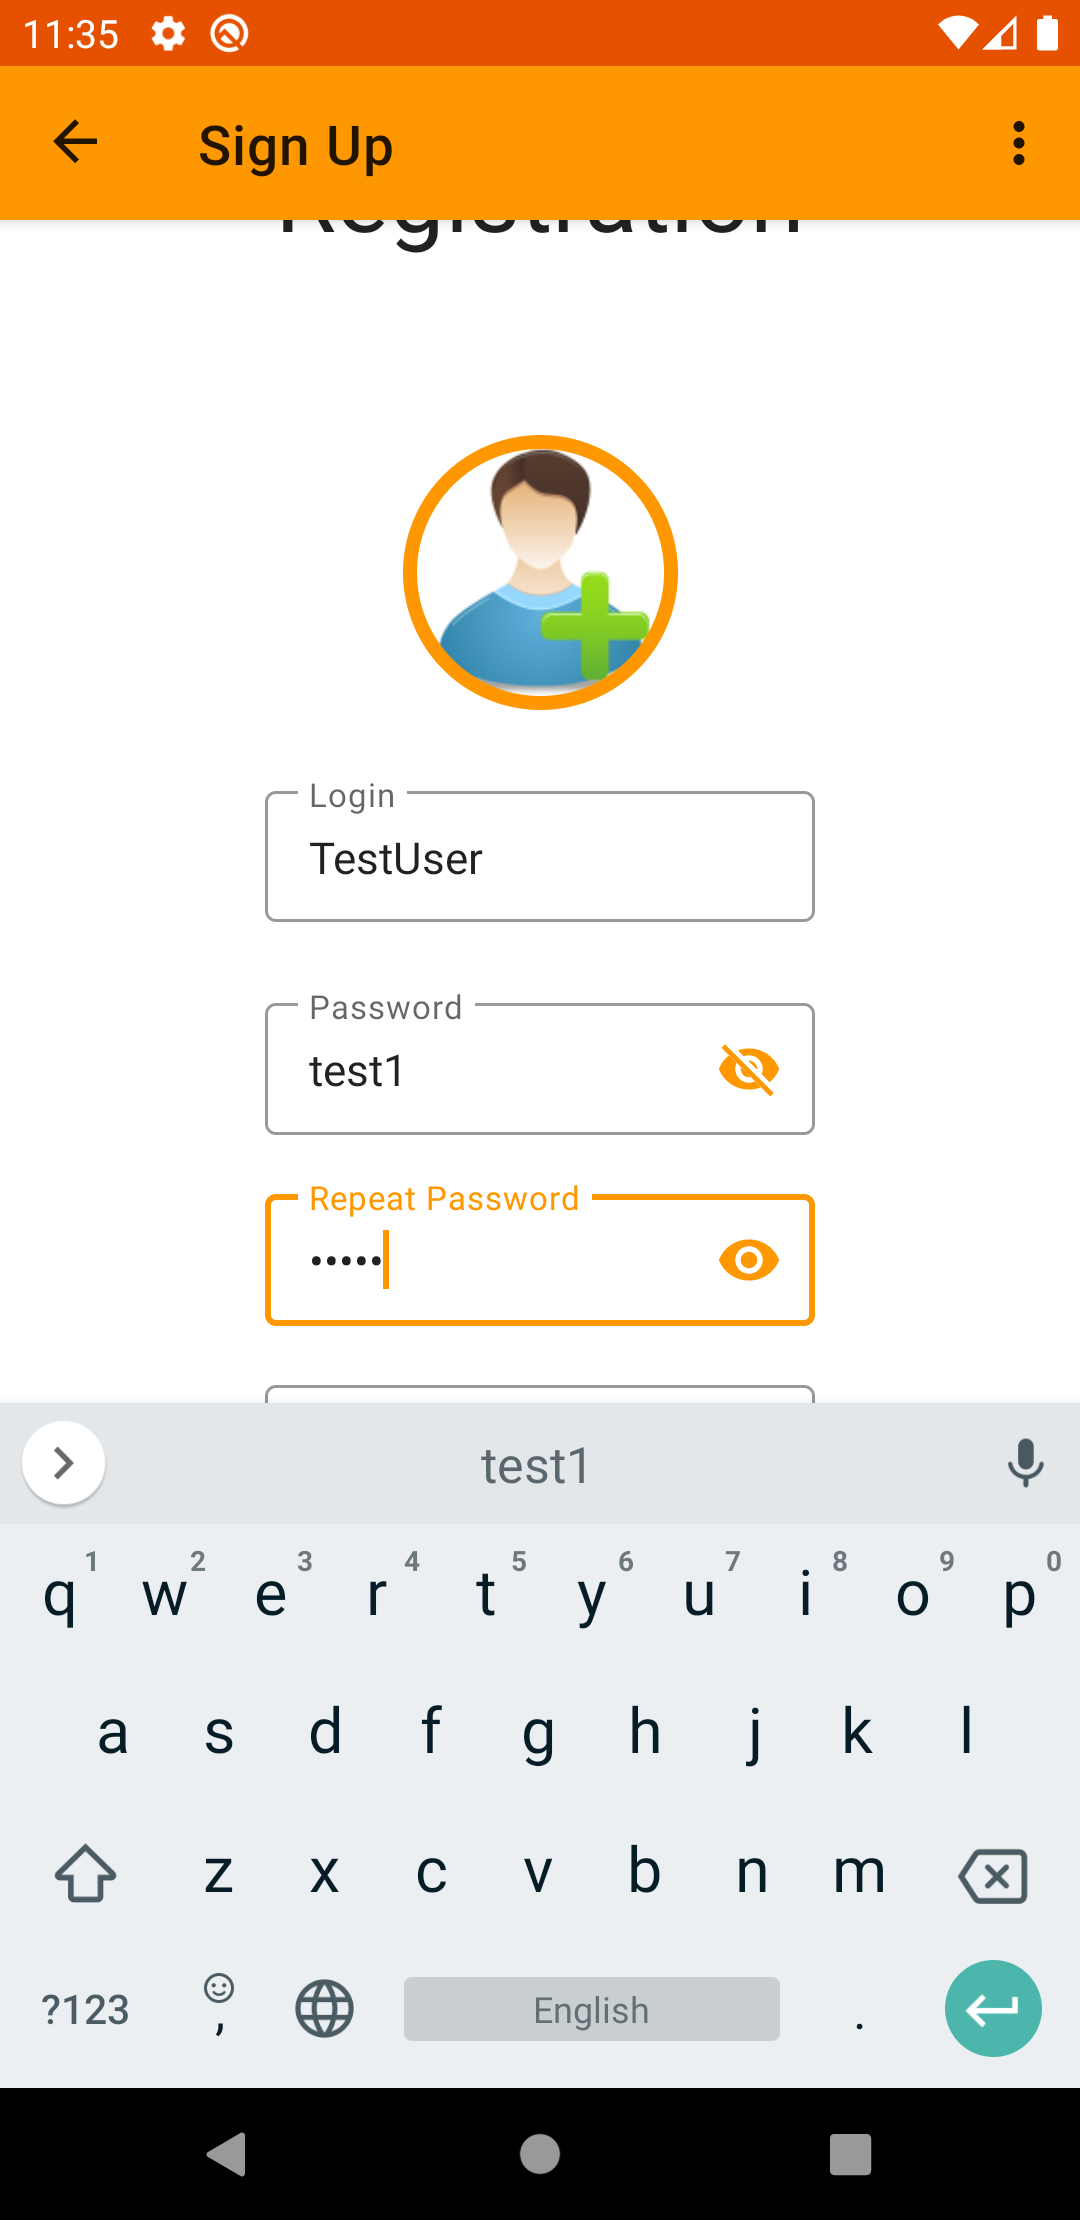 11:35
Sign Up
Registration
Login
TestUser
Password
test1
Repeat Password
•••••
test1
q 1 w 2 e 3 r 4 t 5 y 6 u 7 i 8 o 9 p 0
a s d f g h j k l
z x c v b n m
?123 , English .